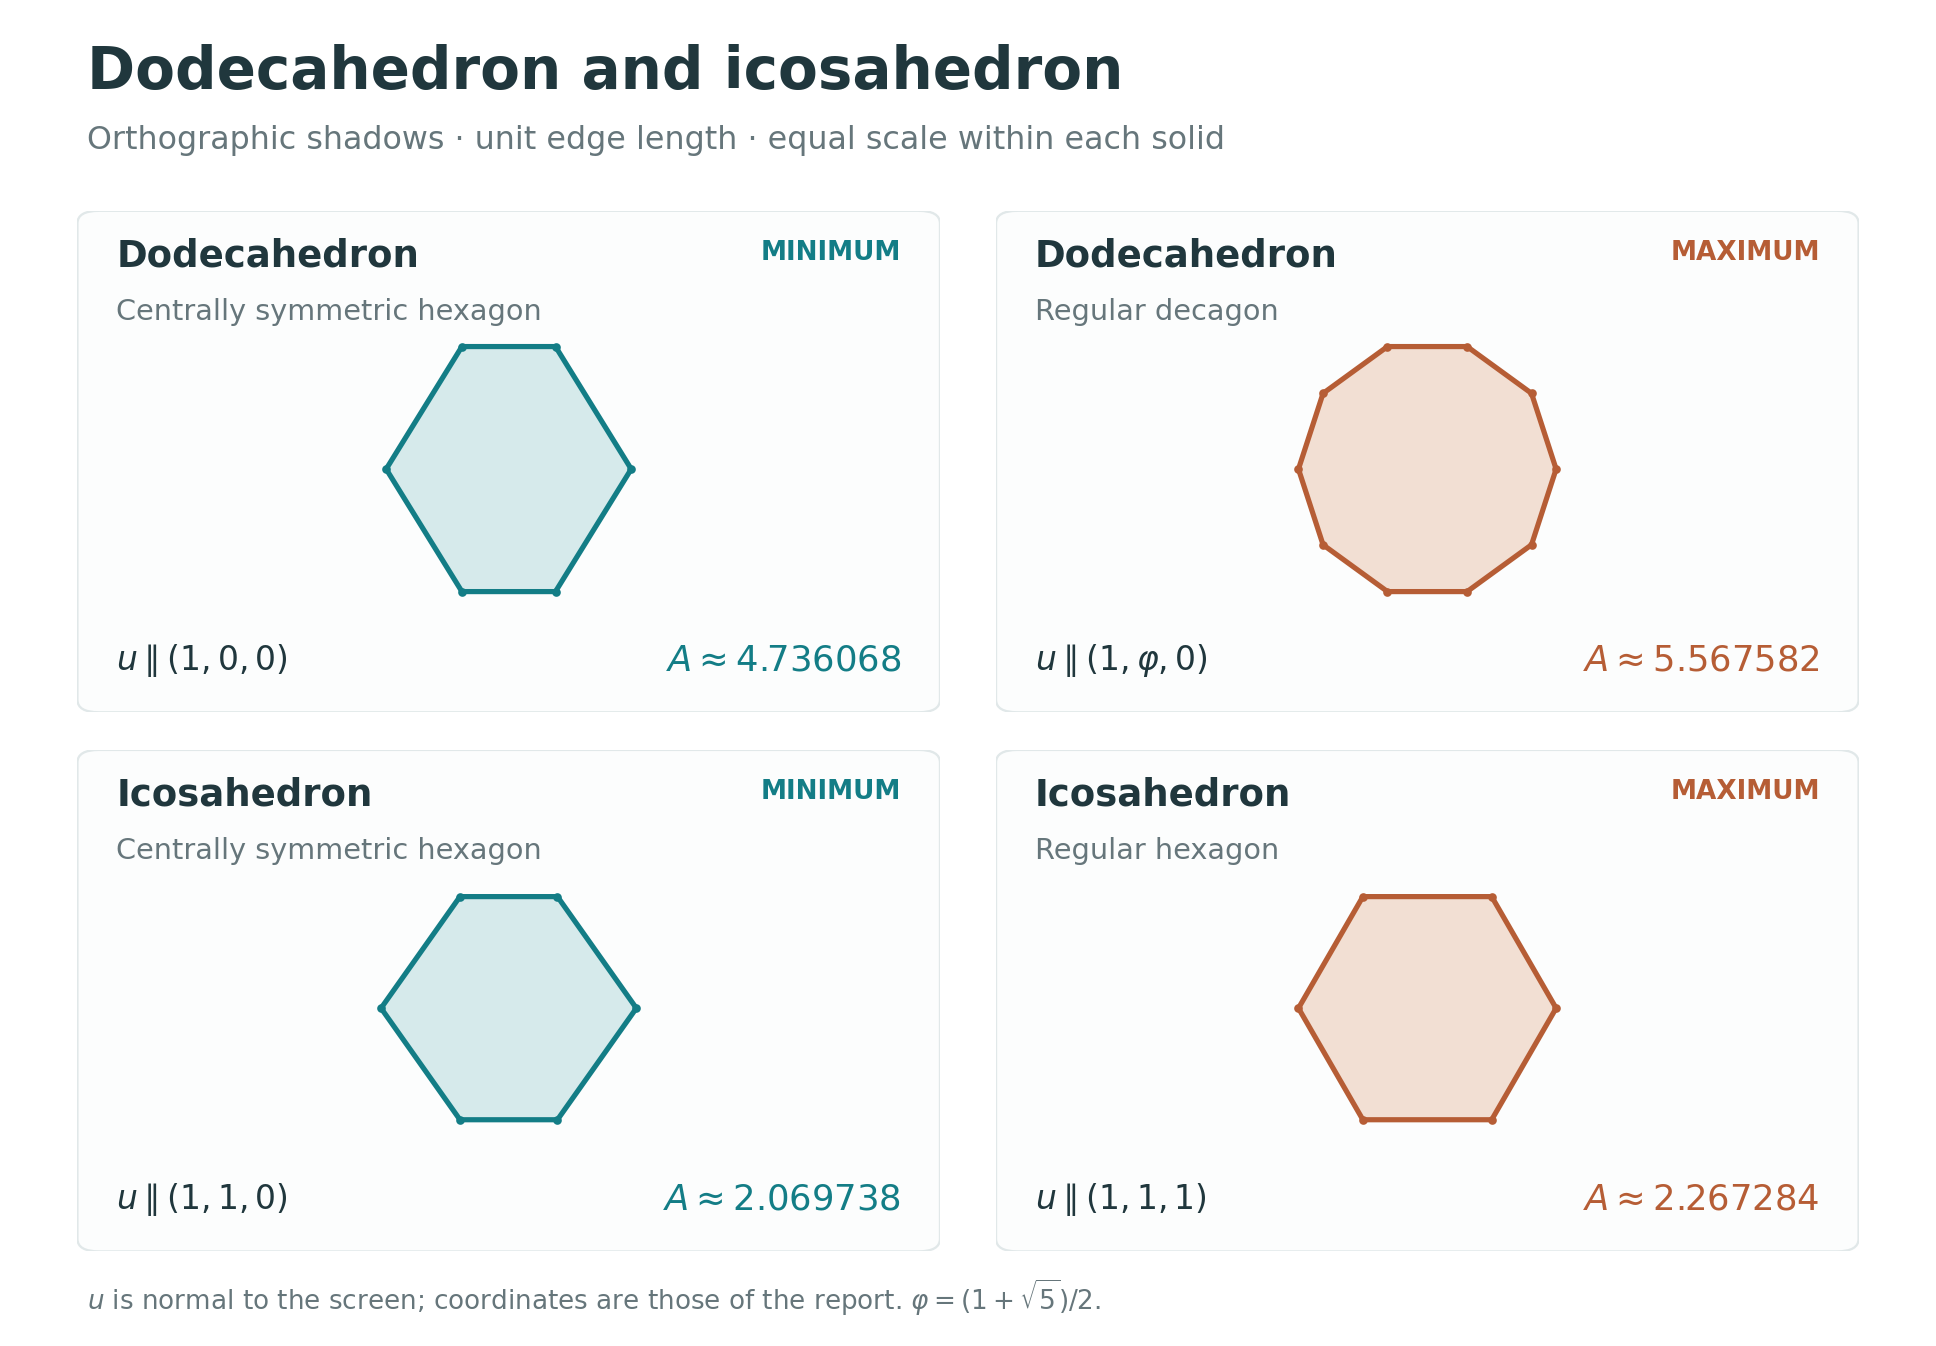 Dodecahedron and icosahedron
Orthographic shadows · unit edge length · equal scale within each solid
Dodecahedron
MINIMUM
Centrally symmetric hexagon
u ∥ (1, 0, 0)
A ≈ 4.736068
Dodecahedron
MAXIMUM
Regular decagon
u ∥ (1, φ, 0)
A ≈ 5.567582
Icosahedron
MINIMUM
Centrally symmetric hexagon
u ∥ (1, 1, 0)
A ≈ 2.069738
Icosahedron
MAXIMUM
Regular hexagon
u ∥ (1, 1, 1)
A ≈ 2.267284
u is normal to the screen; coordinates are those of the report. φ = (1 + √5)/2.